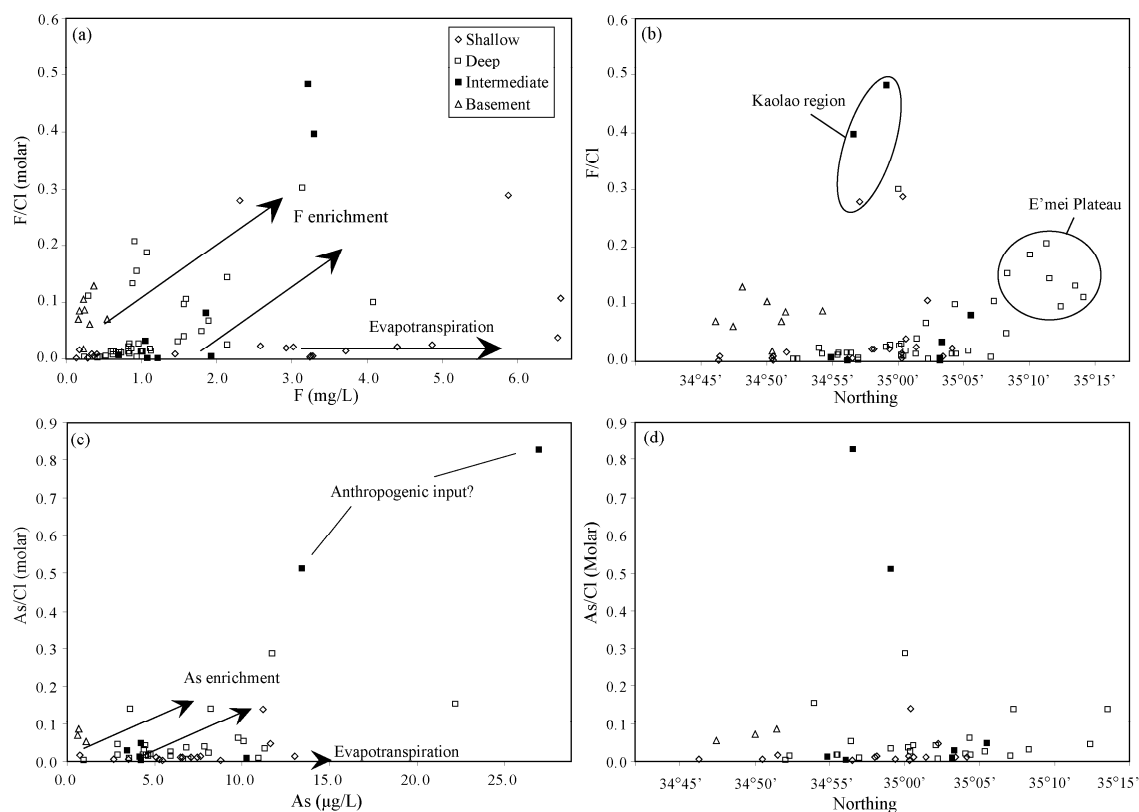 (a)
Shallow
Deep
Intermediate
Basement
F enrichment
Evapotranspiration
F/Cl (molar)
0.6
0.5
0.4
0.3
0.2
0.1
0.0
0.0 1.0 2.0 3.0 4.0 5.0 6.0
F (mg/L)
(b)
Kaolao region
E’mei Plateau
F/Cl
0.6
0.5
0.4
0.3
0.2
0.1
0.0
34°45‘ 34°50‘ 34°55‘ 35°00‘ 35°05‘ 35°10‘ 35°15‘
Northing
(c)
Anthropogenic input?
As enrichment
Evapotranspiration
As/Cl (molar)
0.9
0.8
0.7
0.6
0.5
0.4
0.3
0.2
0.1
0.0
0.0 5.0 10.0 15.0 20.0 25.0
As (µg/L)
(d)
As/Cl (Molar)
0.9
0.8
0.7
0.6
0.5
0.4
0.3
0.2
0.1
0.0
34°45‘ 34°50‘ 34°55‘ 35°00‘ 35°05‘ 35°10‘ 35°15‘
Northing